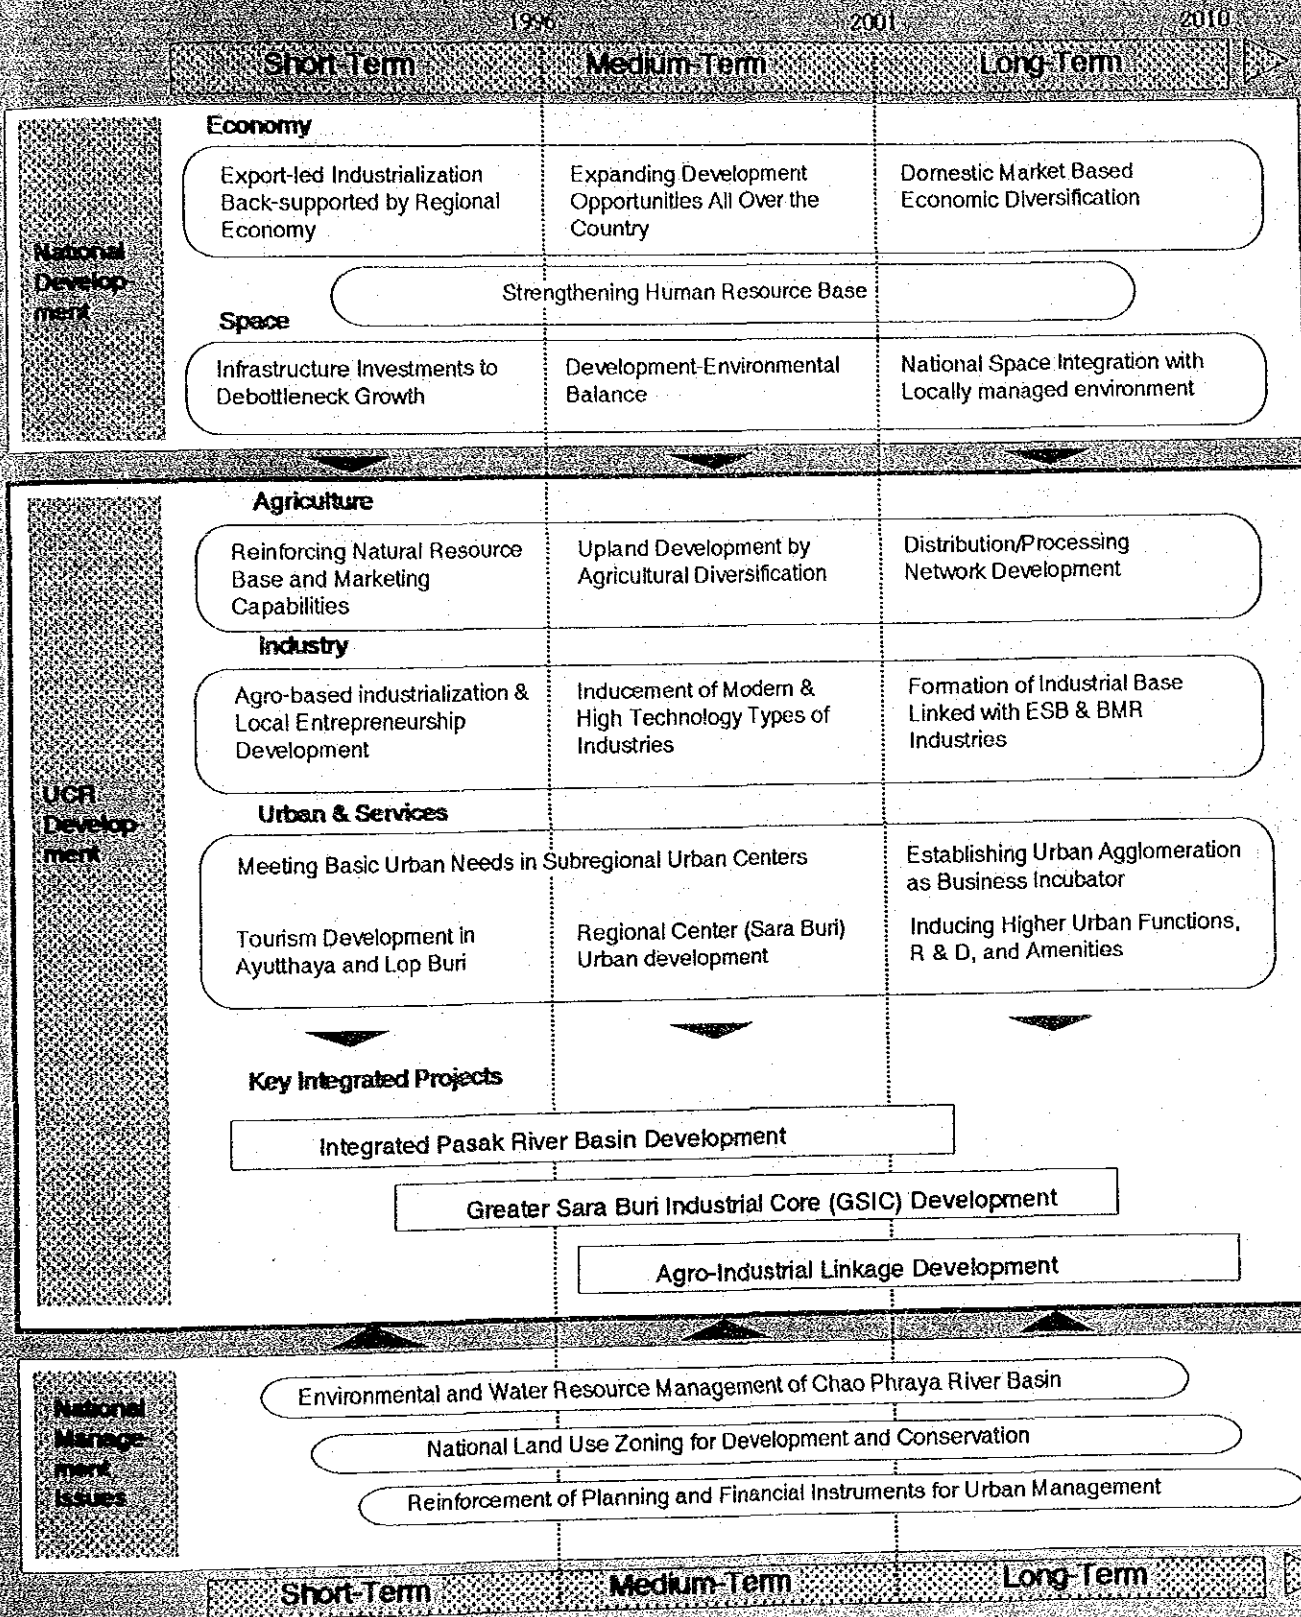 1996
2001
2010
Short-Term
Medium-Term
Long-Term
National
Develop-
ment
Economy
Export-led Industrialization
Back-supported by Regional
Economy
Expanding Development
Opportunities All Over the
Country
Domestic Market Based
Economic Diversification
Strengthening Human Resource Base
Space
Infrastructure Investments to
Debottleneck Growth
Development-Environmental
Balance
National Space Integration with
Locally managed environment
UCR
Develop-
ment
Agriculture
Reinforcing Natural Resource
Base and Marketing
Capabilities
Upland Development by
Agricultural Diversification
Distribution/Processing
Network Development
Industry
Agro-based industrialization &
Local Entrepreneurship
Development
Inducement of Modern &
High Technology Types of
Industries
Formation of Industrial Base
Linked with ESB & BMR
Industries
Urban & Services
Meeting Basic Urban Needs in Subregional Urban Centers
Establishing Urban Agglomeration
as Business Incubator
Tourism Development in
Ayutthaya and Lop Buri
Regional Center (Sara Buri)
Urban development
Inducing Higher Urban Functions,
R & D, and Amenities
Key Integrated Projects
Integrated Pasak River Basin Development
Greater Sara Buri Industrial Core (GSIC) Development
Agro-Industrial Linkage Development
National
Manage-
ment
Issues
Environmental and Water Resource Management of Chao Phraya River Basin
National Land Use Zoning for Development and Conservation
Reinforcement of Planning and Financial Instruments for Urban Management
Short-Term
Medium-Term
Long-Term